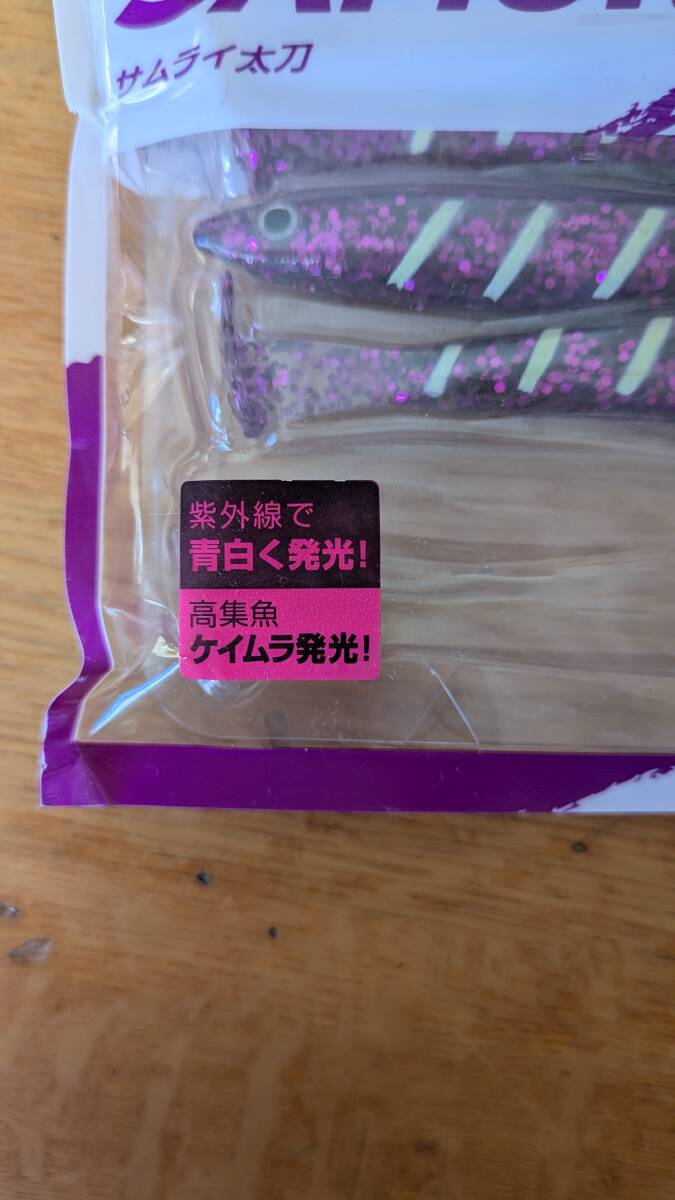 サムライ太刀
紫外線で
青白く発光!
高集魚
ケイムラ発光!